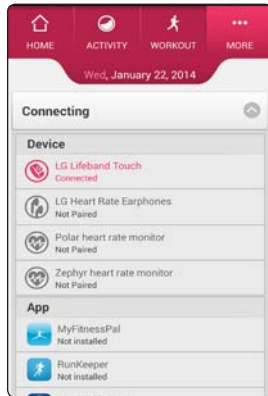 HOME ACTIVITY WORKOUT MORE
Wed, January 22, 2014
Connecting
Device
LG Lifeband Touch
Connected
LG Heart Rate Earphones
Not Paired
Polar heart rate monitor
Not Paired
Zephyr heart rate monitor
Not Paired
App
MyFitnessPal
Not installed
RunKeeper
Not installed